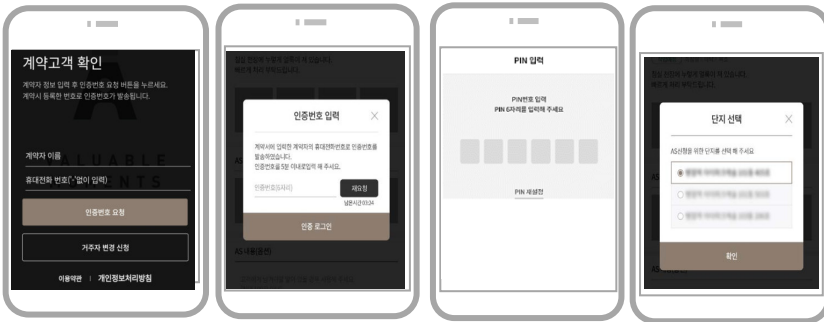 계약고객 확인
계약자 정보 입력 후 인증번호 요청 버튼을 누르세요.
계약시 등록한 번호로 인증번호가 발송됩니다.
계약자 이름
VALUABLE
휴대전화 번호('-'없이 입력)
인증번호 요청
거주자 변경 신청
이용약관 | 개인정보처리방침
인증번호 입력
계약서에 입력한 계약자의 휴대전화번호로 인증번호를
발송하였습니다.
인증번호를 5분 이내로입력 해 주세요.
인증번호(6자리)
재요청
남은시간 03:24
인증 로그인
PIN 입력
PIN번호 입력
PIN 6자리를 입력해 주세요
PIN 재설정
단지 선택
AS신청을 위한 단지를 선택 해 주세요
확인